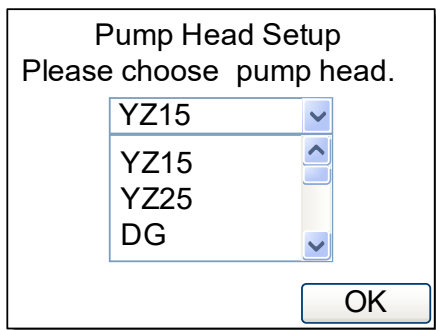 Pump Head Setup
Please choose pump head.
YZ15
YZ15
YZ25
DG
OK